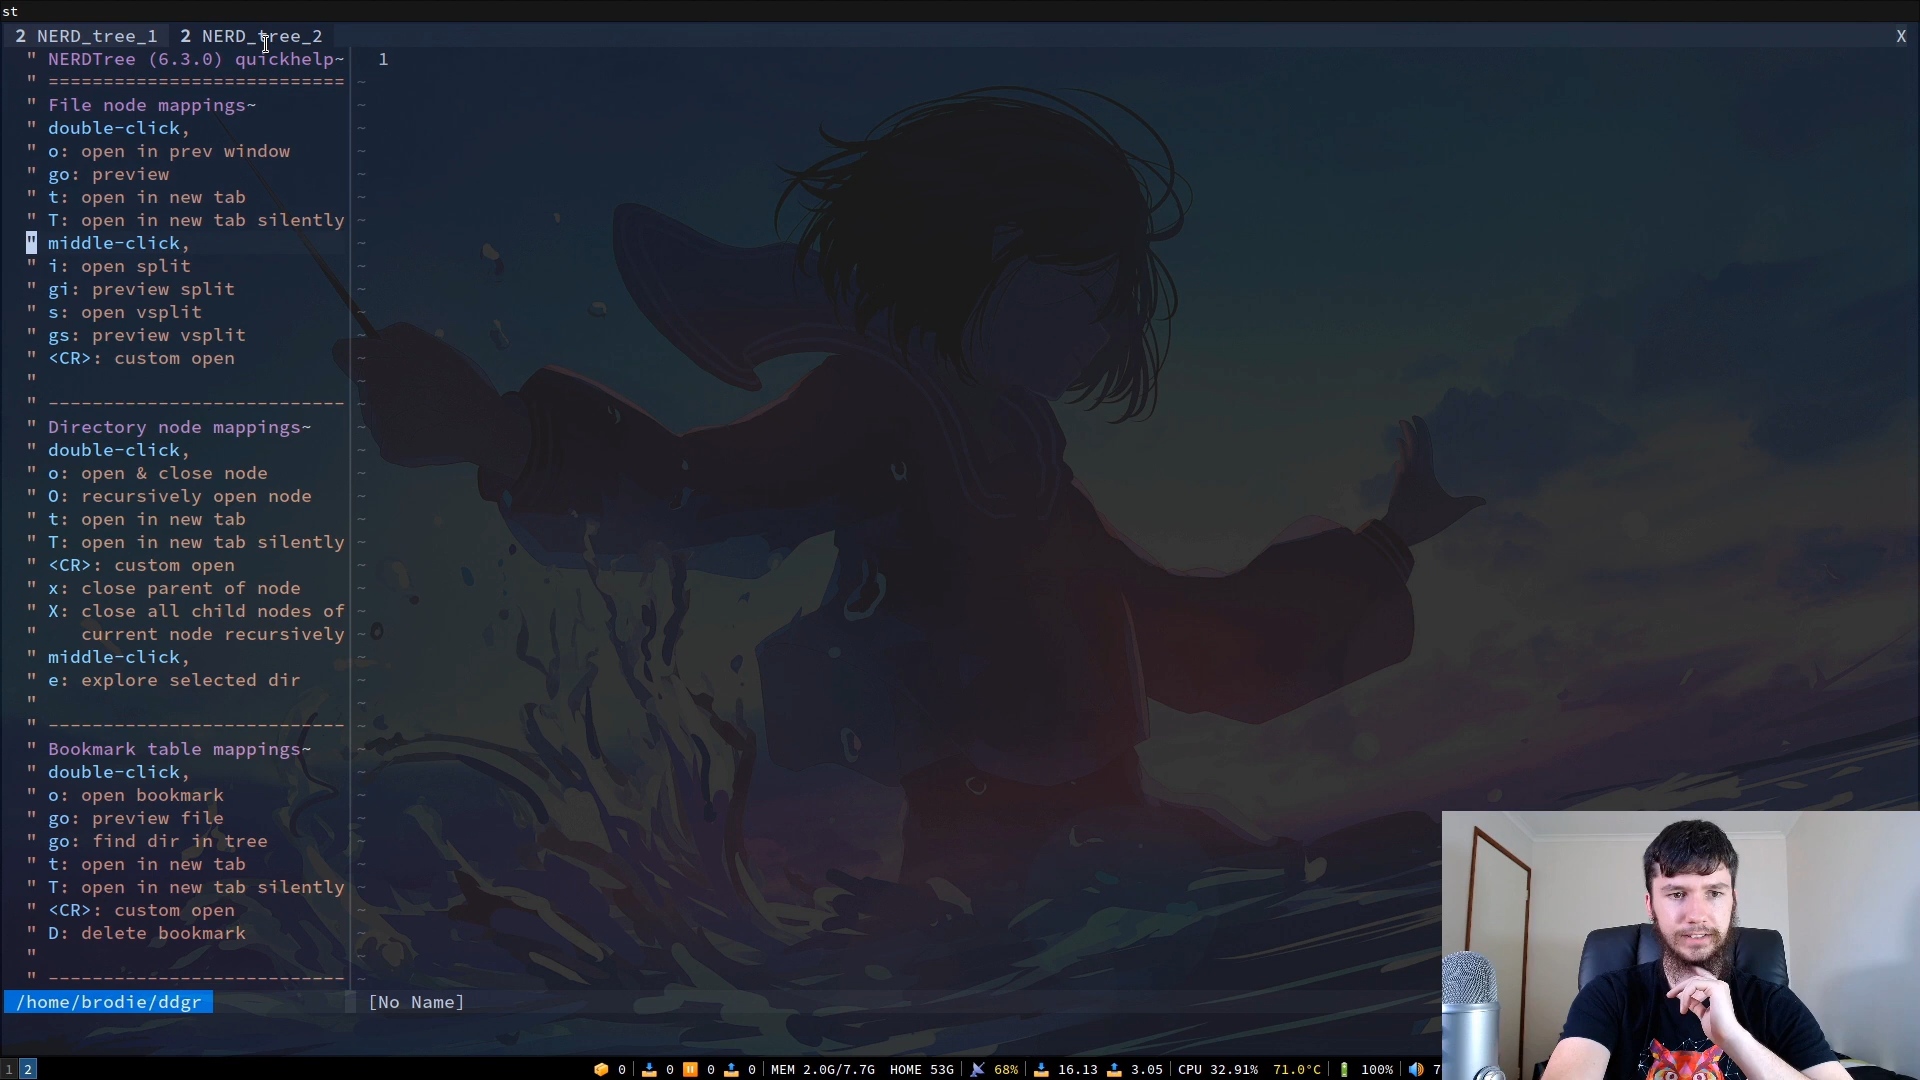 st
2 NERD_tree_1 2 NERD_tree_2 X
" NERDTree (6.3.0) quickhelp~ 1
" ===========================
" File node mappings~
" double-click,
" o: open in prev window
" go: preview
" t: open in new tab
" T: open in new tab silently
" middle-click,
" i: open split
" gi: preview split
" s: open vsplit
" gs: preview vsplit
" <CR>: custom open
"
" ---------------------------
" Directory node mappings~
" double-click,
" o: open & close node
" O: recursively open node
" t: open in new tab
" T: open in new tab silently
" <CR>: custom open
" x: close parent of node
" X: close all child nodes of
"    current node recursively
" middle-click,
" e: explore selected dir
"
" ---------------------------
" Bookmark table mappings~
" double-click,
" o: open bookmark
" go: preview file
" go: find dir in tree
" t: open in new tab
" T: open in new tab silently
" <CR>: custom open
" D: delete bookmark
"
" ---------------------------
/home/brodie/ddgr [No Name]
1 2 0 0 0 0 MEM 2.0G/7.7G HOME 53G 68% 16.13 3.05 CPU 32.91% 71.0°C 100% 7